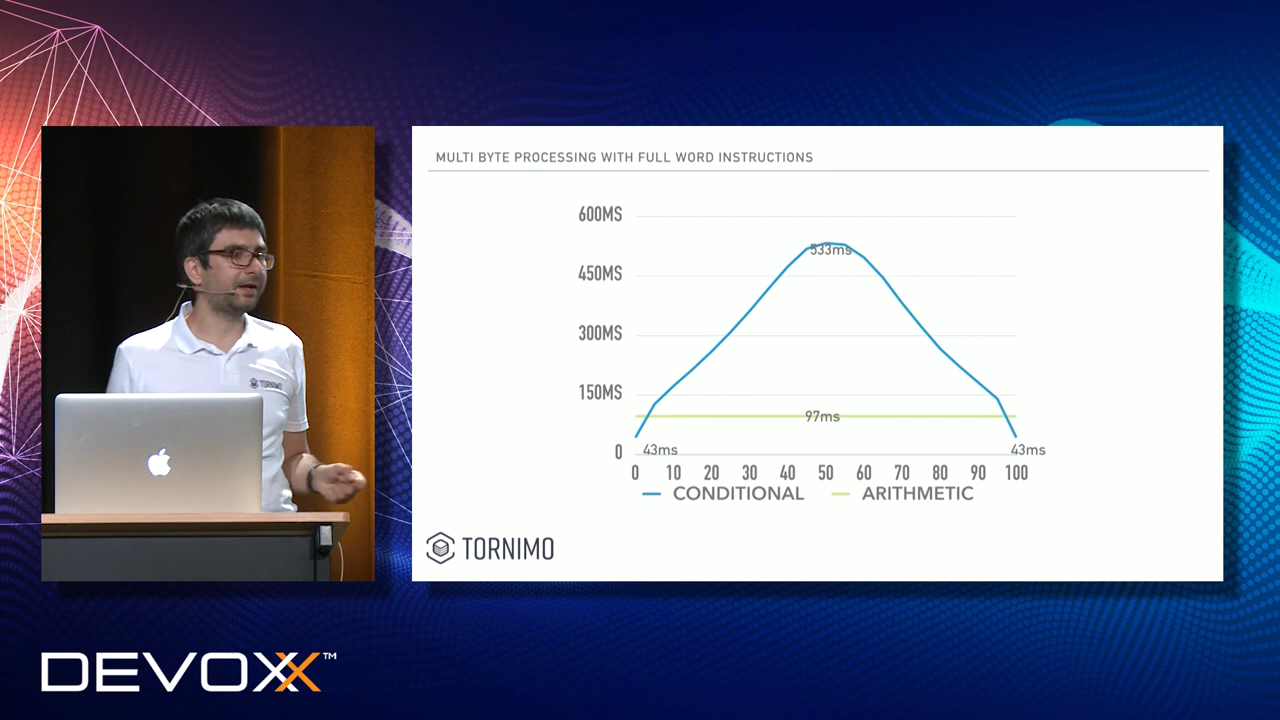 MULTI BYTE PROCESSING WITH FULL WORD INSTRUCTIONS
600MS
533ms
450MS
300MS
150MS
97ms
0
43ms
43ms
0 10 20 30 40 50 60 70 80 90 100
CONDITIONAL ARITHMETIC
TORNIMO
TORNIMO
DEVOXX™